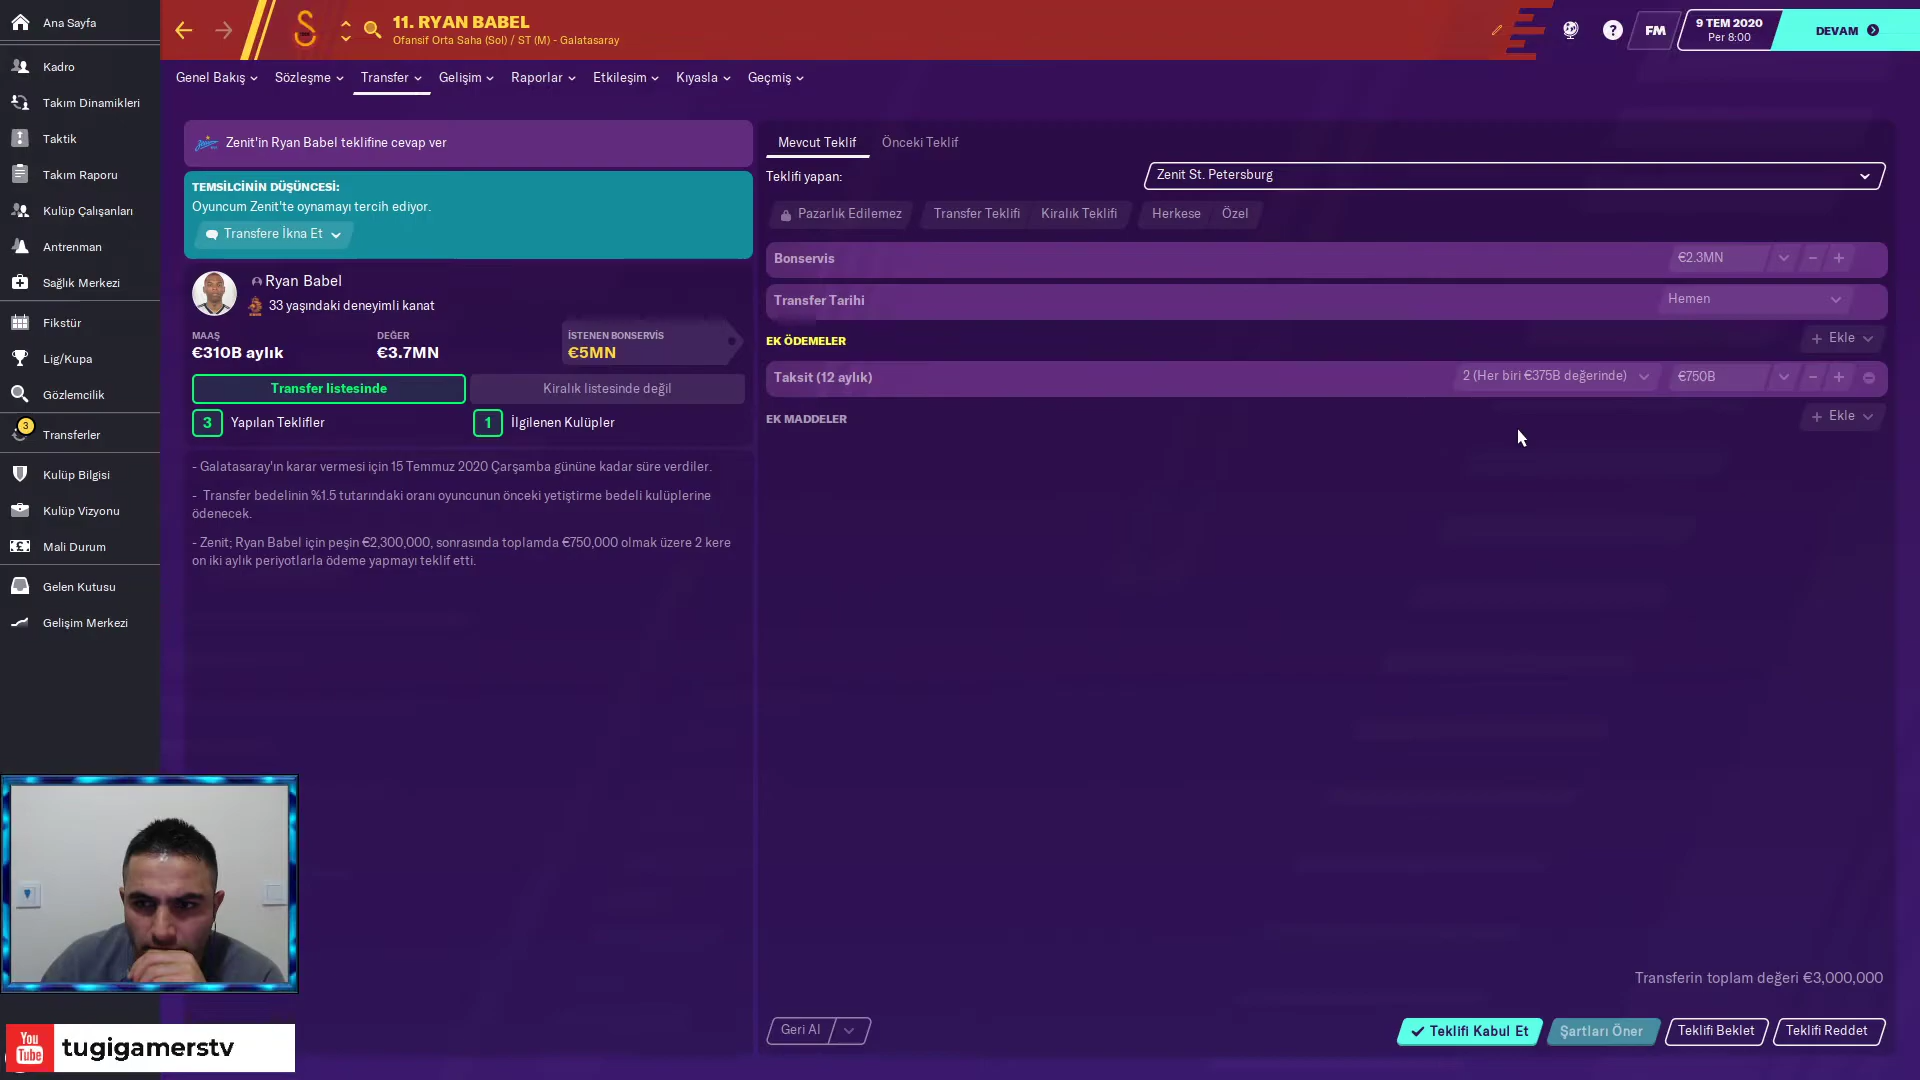 Ana Sayfa
Kadro
Takım Dinamikleri
Taktik
Takım Raporu
Kulüp Çalışanları
Antrenman
Sağlık Merkezi
Fikstür
Lig/Kupa
Gözlemcilik
3
Transferler
Kulüp Bilgisi
Kulüp Vizyonu
Mali Durum
Gelen Kutusu
Gelişim Merkezi
11. RYAN BABEL
Ofansif Orta Saha (Sol) / ST (M) - Galatasaray
FM
9 TEM 2020
Per 8:00
DEVAM
Genel Bakış Sözleşme Transfer Gelişim Raporlar Etkileşim Kıyasla Geçmiş
Zenit'in Ryan Babel teklifine cevap ver
TEMSİLCİNİN DÜŞÜNCESİ:
Oyuncum Zenit'te oynamayı tercih ediyor.
Transfere İkna Et
Ryan Babel
33 yaşındaki deneyimli kanat
MAAŞ DEĞER İSTENEN BONSERVİS
€310B aylık €3.7MN €5MN
Transfer listesinde Kiralık listesinde değil
3 Yapılan Teklifler 1 İlgilenen Kulüpler
- Galatasaray'ın karar vermesi için 15 Temmuz 2020 Çarşamba gününe kadar süre verdiler.
- Transfer bedelinin %1.5 tutarındaki oranı oyuncunun önceki yetiştirme bedeli kulüplerine
ödenecek.
- Zenit; Ryan Babel için peşin €2,300,000, sonrasında toplamda €750,000 olmak üzere 2 kere
on iki aylık periyotlarla ödeme yapmayı teklif etti.
Mevcut Teklif Önceki Teklif
Teklifi yapan: Zenit St. Petersburg
Pazarlık Edilemez Transfer Teklifi Kiralık Teklifi Herkese Özel
Bonservis €2.3MN
Transfer Tarihi Hemen
EK ÖDEMELER + Ekle
Taksit (12 aylık) 2 (Her biri €375B değerinde) €750B
EK MADDELER + Ekle
Transferin toplam değeri €3,000,000
Geri Al Teklifi Kabul Et Şartları Öner Teklifi Beklet Teklifi Reddet
You
Tube
tugigamerstv